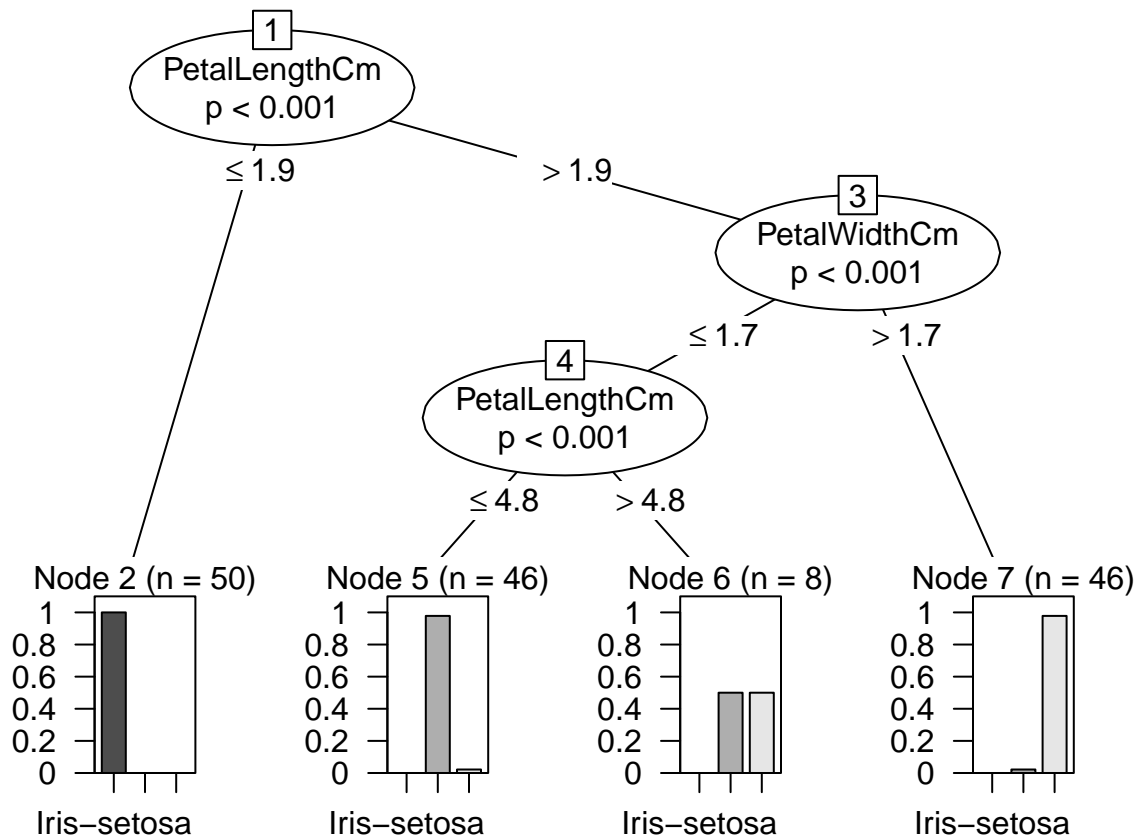 1
PetalLengthCm
p < 0.001
≤ 1.9
> 1.9
3
PetalWidthCm
p < 0.001
≤ 1.7
> 1.7
4
PetalLengthCm
p < 0.001
≤ 4.8
> 4.8
Node 2 (n = 50)
1
0.8
0.6
0.4
0.2
0
Iris−setosa
Node 5 (n = 46)
1
0.8
0.6
0.4
0.2
0
Iris−setosa
Node 6 (n = 8)
1
0.8
0.6
0.4
0.2
0
Iris−setosa
Node 7 (n = 46)
1
0.8
0.6
0.4
0.2
0
Iris−setosa